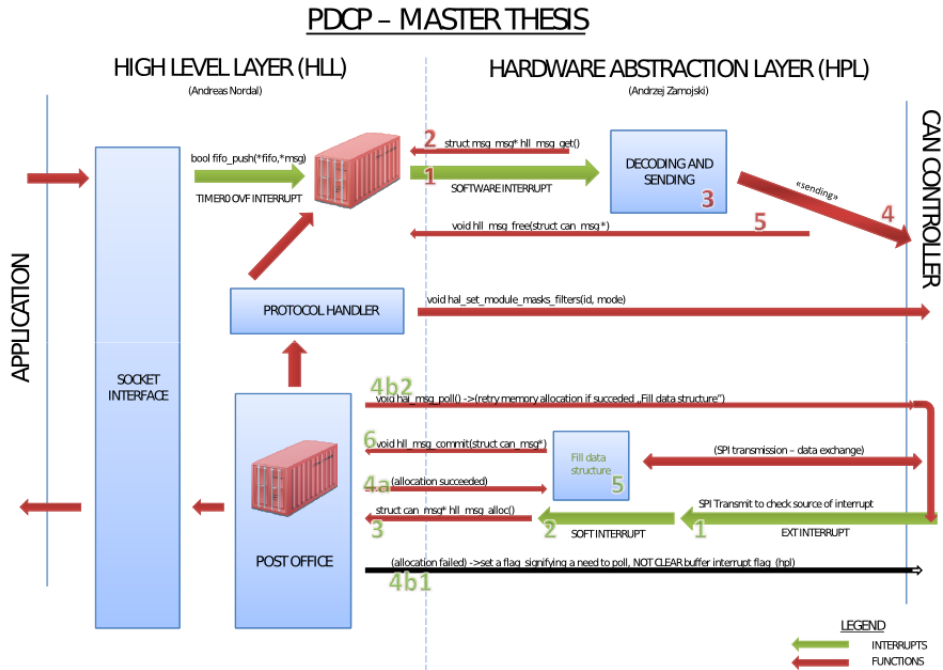 PDCP – MASTER THESIS
HIGH LEVEL LAYER (HLL)
(Andreas Nordal)
HARDWARE ABSTRACTION LAYER (HPL)
(Andrzej Zamojski)
APPLICATION
CAN CONTROLLER
SOCKET
INTERFACE
bool fifo_push(*fifo,*msg)
TIMER0 OVF INTERRUPT
2
struct msg_msg* hll_msg_get()
1
SOFTWARE INTERRUPT
DECODING AND
SENDING
3
«sending»
4
void hll_msg_free(struct can_msg*)
5
PROTOCOL HANDLER
void hal_set_module_masks_filters(id, mode)
4b2
void hal_msg_poll() ->(retry memory allocation if succeded „Fill data structure")
6
void hll_msg_commit(struct can_msg*)
Fill data
structure
5
(SPI transmission – data exchange)
4a
(allocation succeeded)
SPI Transmit to check source of interrupt
struct can_msg* hll_msg_alloc()
3
2
SOFT INTERRUPT
1
EXT INTERRUPT
POST OFFICE
(allocation failed) ->set a flag signifying a need to poll, NOT CLEAR buffer interrupt flag (hpl)
4b1
LEGEND
INTERRUPTS
FUNCTIONS